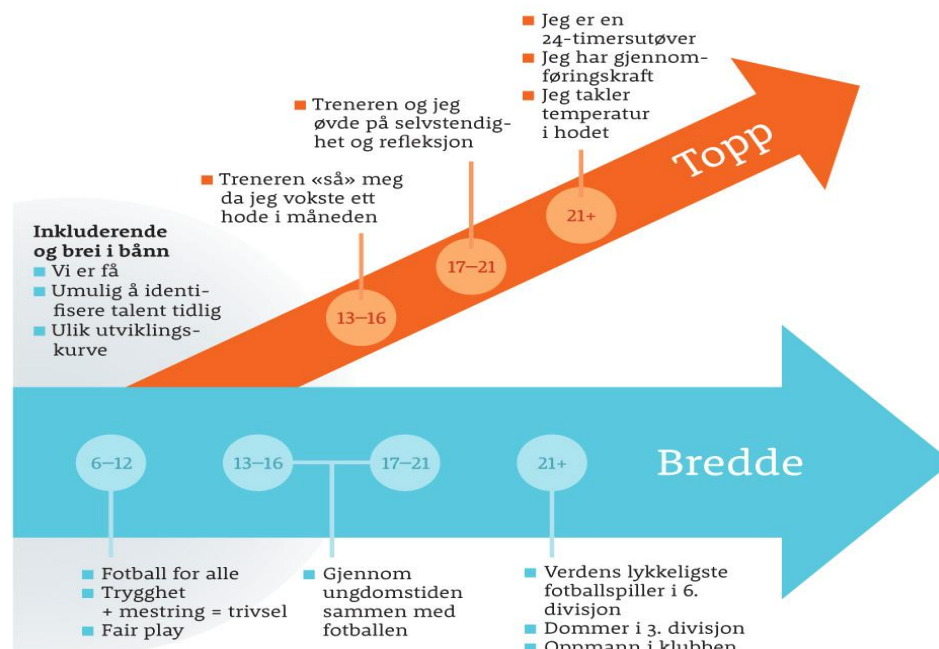 Jeg er en
24-timersutøver
Jeg har gjennom-
føringskraft
Jeg takler
temperatur
i hodet
Treneren og jeg
øvde på selvstendig-
het og refleksjon
Treneren «så» meg
da jeg vokste ett
hode i måneden
Topp
21+
17–21
13–16
Inkluderende
og brei i bånn
Vi er få
Umulig å identi-
fisere talent tidlig
Ulik utviklings-
kurve
6–12
13–16
17–21
21+
Bredde
Fotball for alle
Trygghet
+ mestring = trivsel
Fair play
Gjennom
ungdomstiden
sammen med
fotballen
Verdens lykkeligste
fotballspiller i 6.
divisjon
Dommer i 3. divisjon
Oppmann i klubben